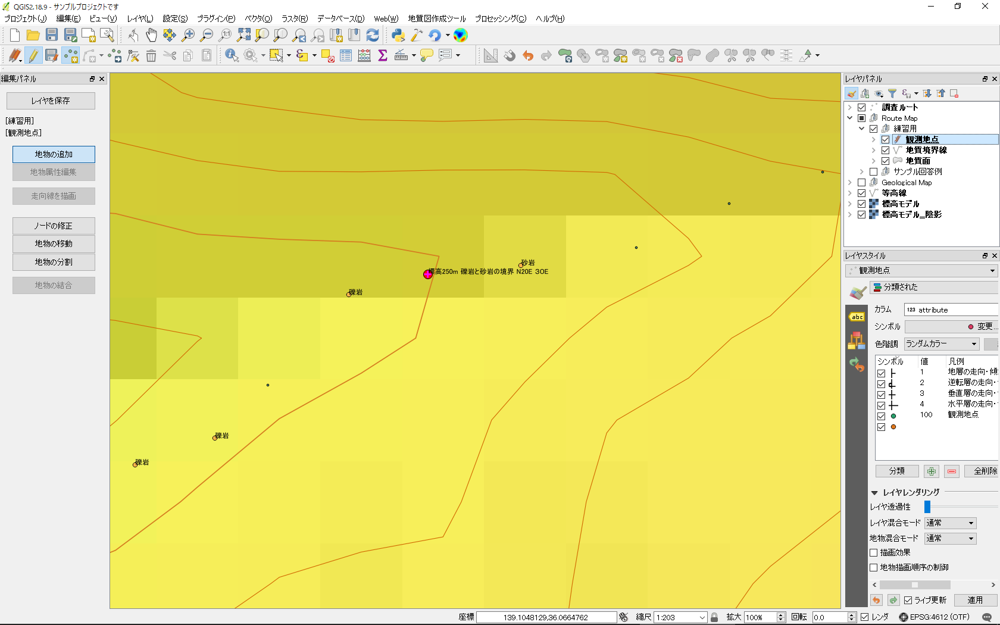 QGIS2.18.9 - サンプルプロジェクトです
プロジェクト(J) 編集(E) ビュー(V) レイヤ(L) 設定(S) プラグイン(P) ベクタ(O) ラスタ(R) データベース(D) Web(W) 地質図作成ツール プロセッシング(C) ヘルプ(H)
編集パネル
レイヤを保存
[練習用]
[観測地点]
地物の追加
地物属性編集
走向線を描画
ノードの修正
地物の移動
地物の分割
地物の結合
砂岩
標高250m 礫岩と砂岩の境界 N20E 30E
礫岩
礫岩
礫岩
レイヤパネル
調査ルート
Route Map
練習用
観測地点
地質境界線
地質面
サンプル回答例
Geological Map
等高線
標高モデル
標高モデル_陰影
レイヤスタイル
観測地点
分類された
abc
カラム 123 attribute
シンボル 変更...
色階調 ランダムカラー
シンボル 値 凡例
1 地層の走向・傾
2 逆転層の走向・
3 垂直層の走向・
4 水平層の走向・
100 観測地点
分類 全削除
レイヤレンダリング
レイヤ透過性
レイヤ混合モード 通常
地物混合モード 通常
描画効果
地物描画順序の制御
ライブ更新 適用
座標 139.1048129,36.0664762 縮尺 1:203 拡大 100% 回転 0.0 レンダ EPSG:4612 (OTF)